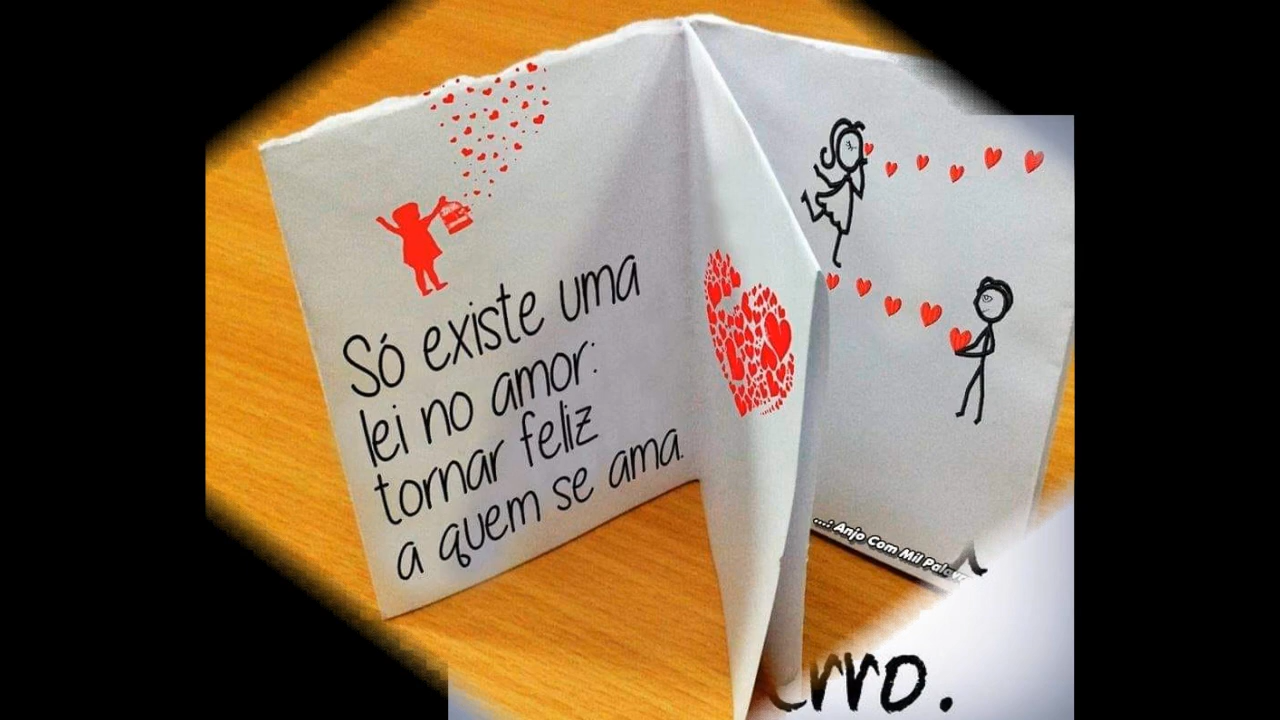 Só existe uma
lei no amor:
tornar feliz
a quem se ama.
...: Anjo Com Mil
rro.